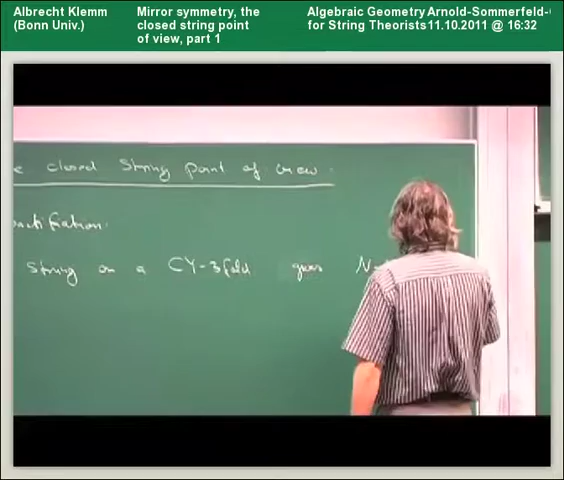 Albrecht Klemm
(Bonn Univ.)
Mirror symmetry, the
closed string point
of view, part 1
Algebraic Geometry Arnold-Sommerfeld-
for String Theorists 11.10.2011 @ 16:32
e closed String point of view.
ctification.
String on a CY-3fold gives N